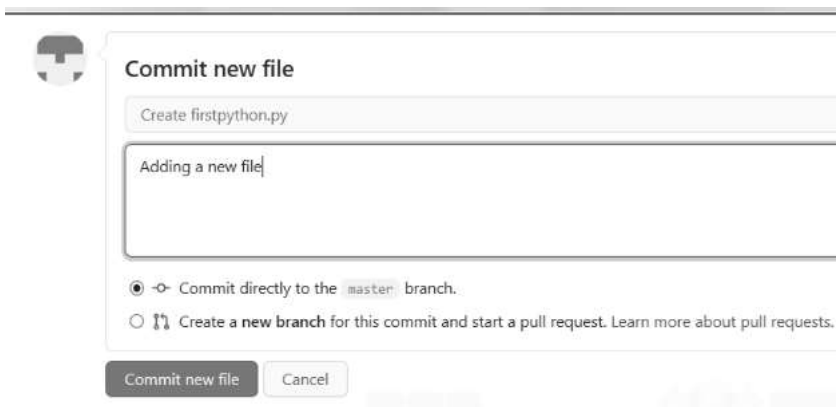 Commit new file
Create firstpython.py
Adding a new file
Commit directly to the master branch.
Create a new branch for this commit and start a pull request. Learn more about pull requests.
Commit new file Cancel